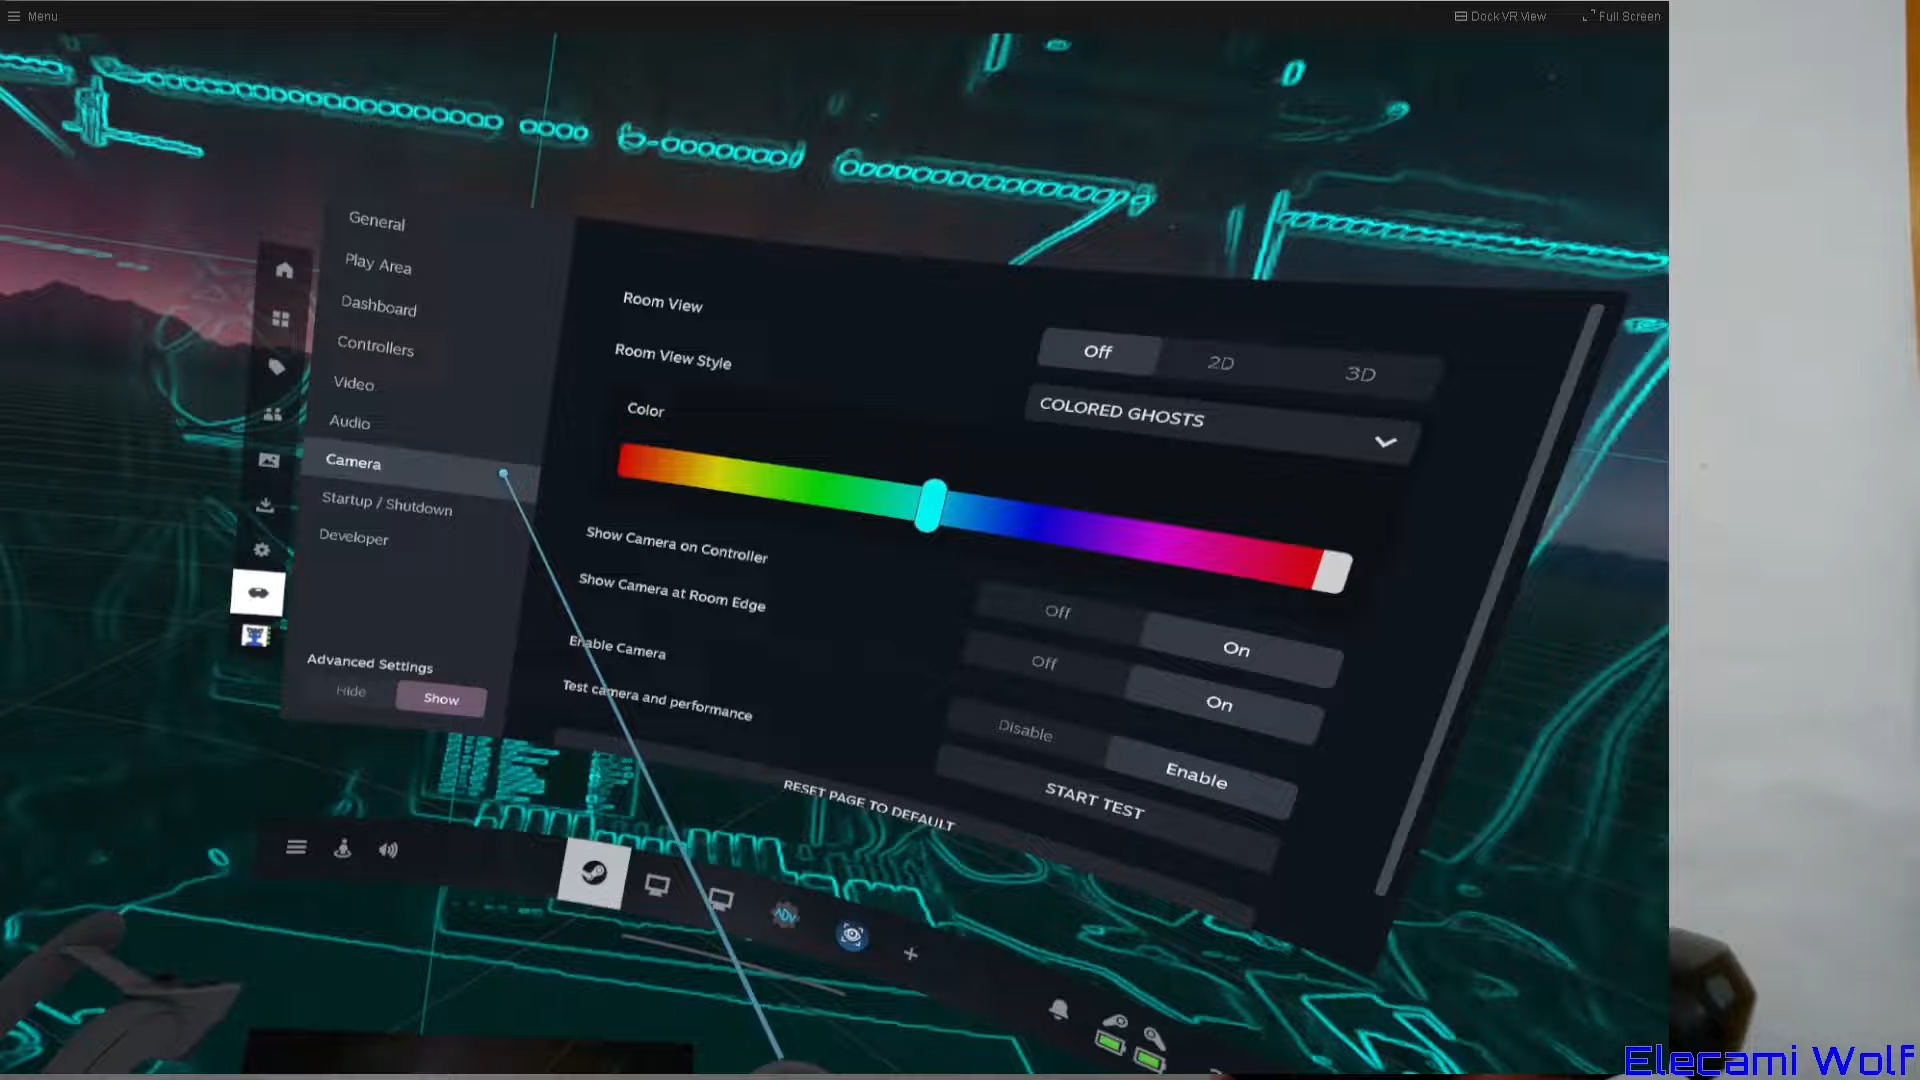 Menu
Dock VR View
Full Screen
General
Play Area
Dashboard
Controllers
Video
Audio
Camera
Startup / Shutdown
Developer
Advanced Settings
Hide
Show
Room View
Off
2D
3D
Room View Style
COLORED GHOSTS
Color
Show Camera on Controller
Off
On
Show Camera at Room Edge
Off
On
Enable Camera
Disable
Enable
Test camera and performance
START TEST
RESET PAGE TO DEFAULT
ADV
Elecami Wolf